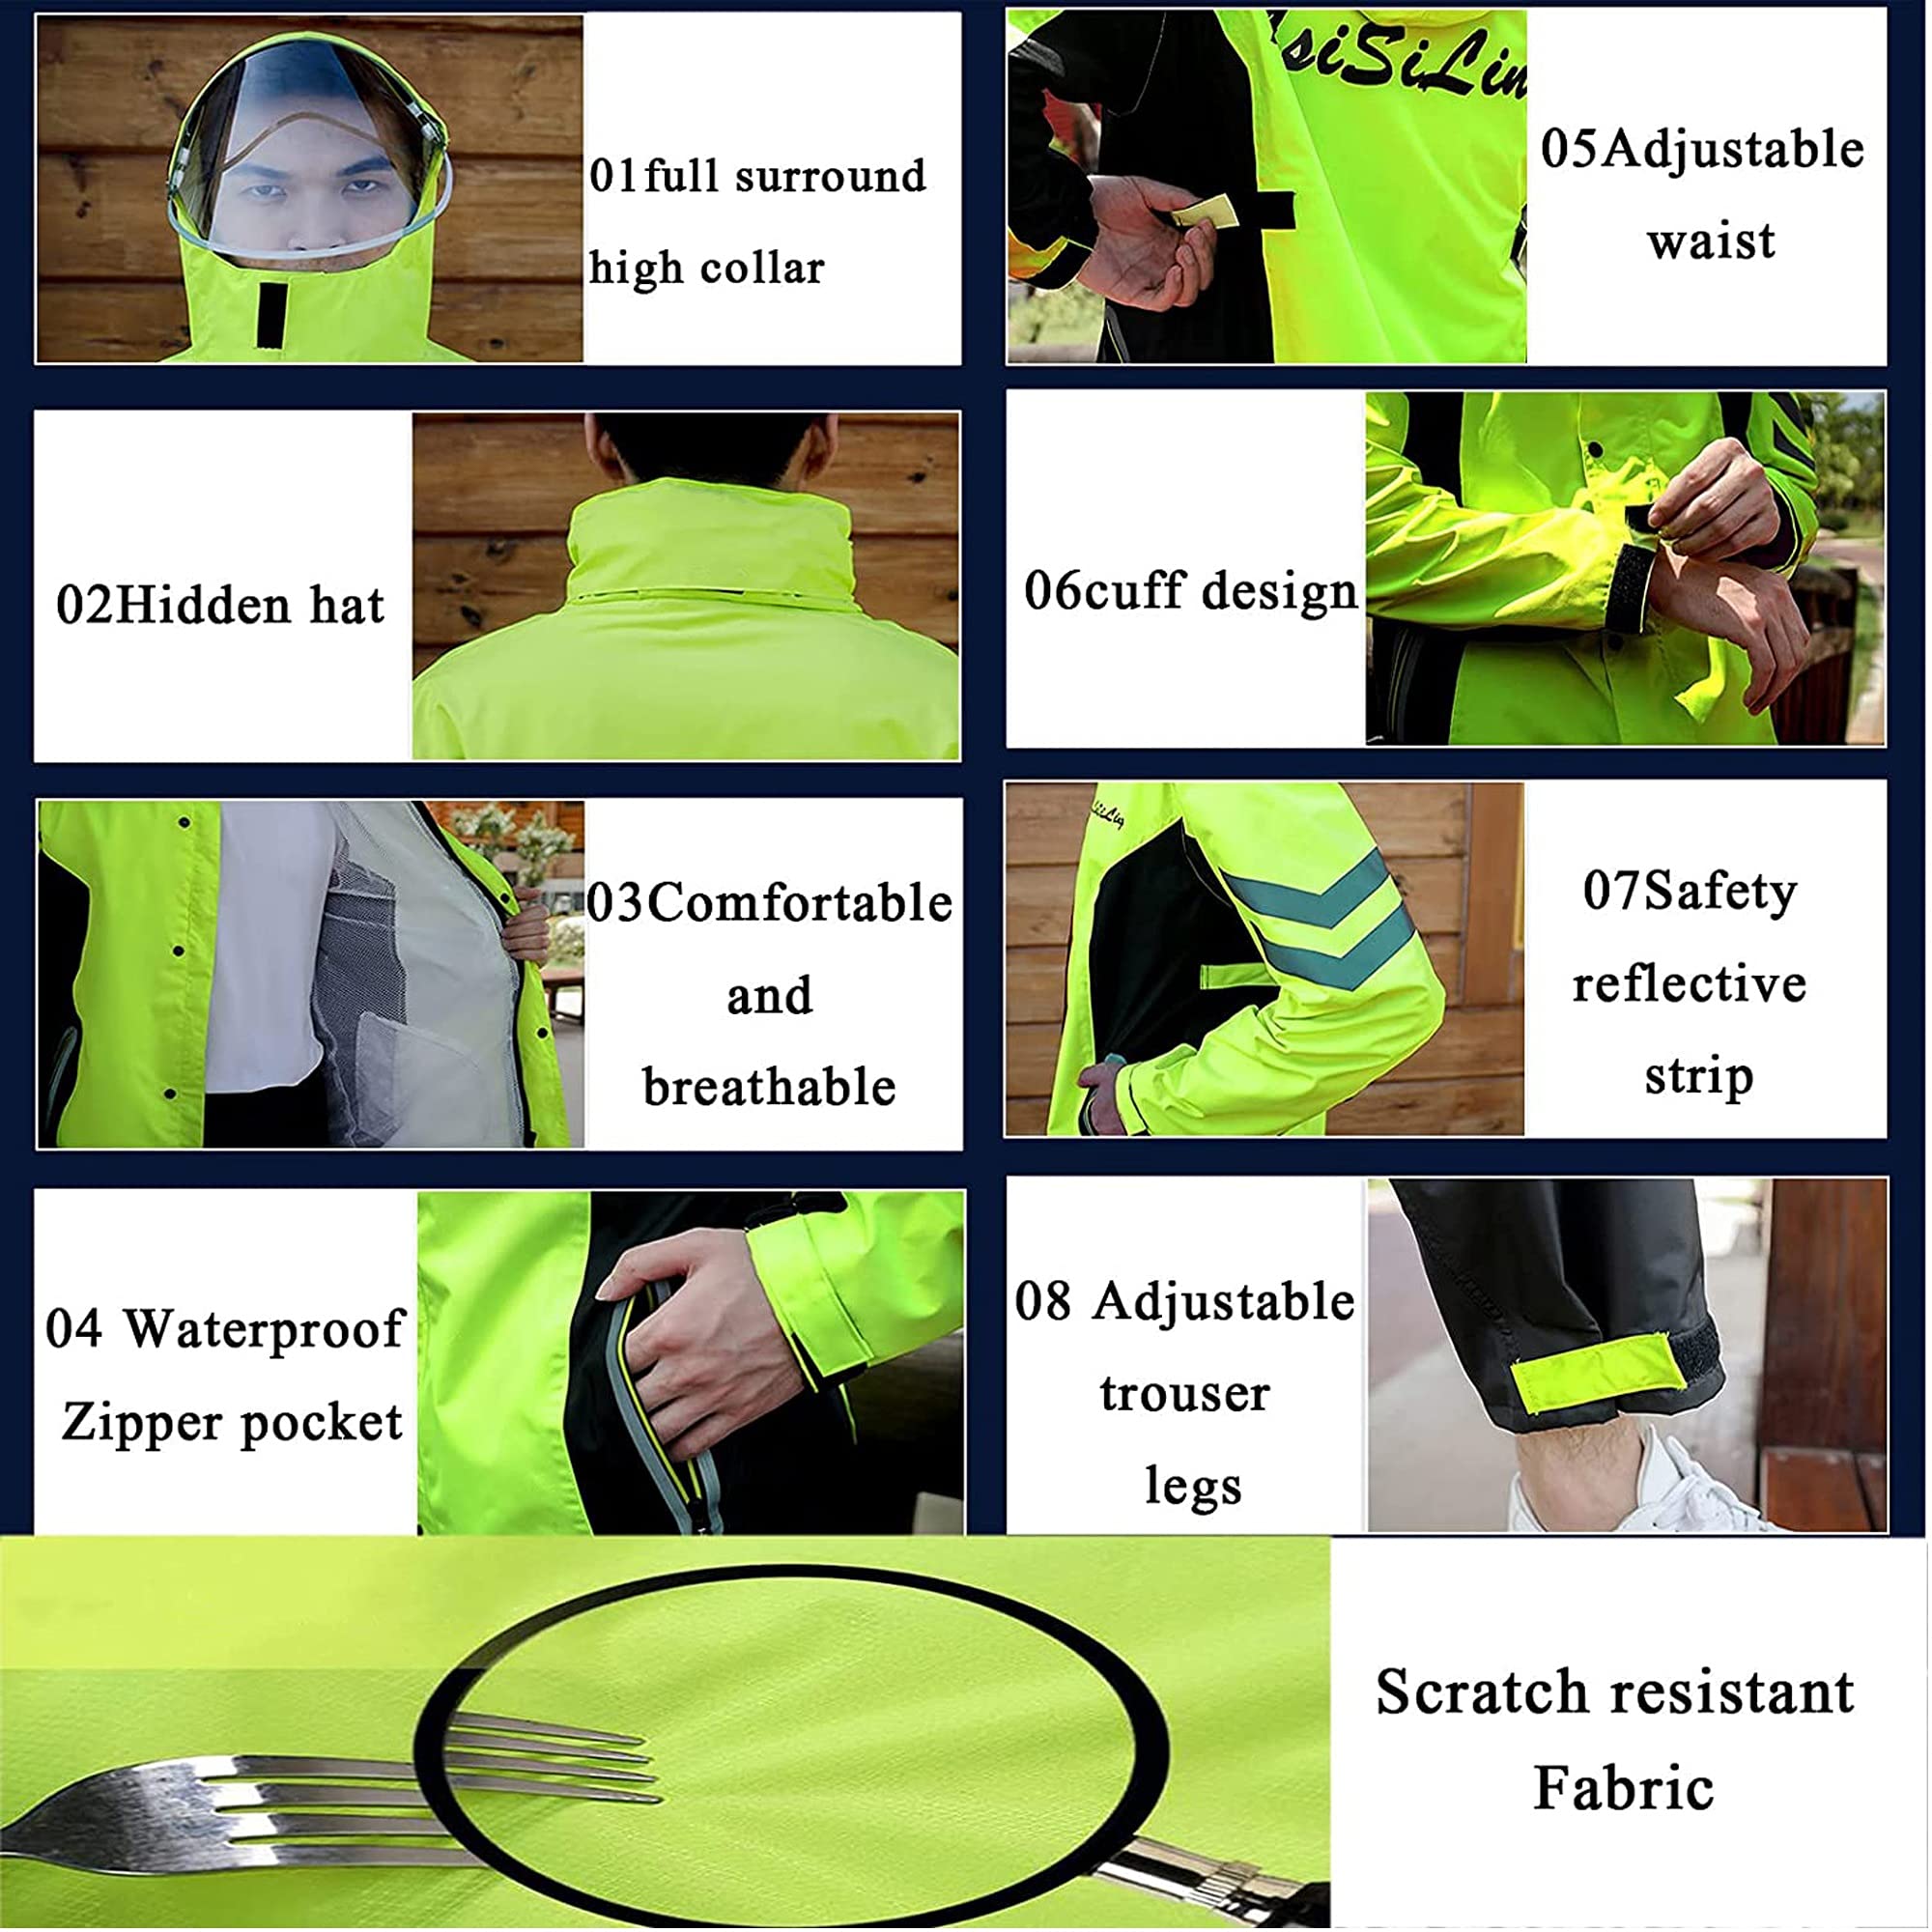 01full surround
high collar
02Hidden hat
03Comfortable
and
breathable
04 Waterproof
Zipper pocket
05Adjustable
waist
06cuff design
07Safety
reflective
strip
08 Adjustable
trouser
legs
Scratch resistant
Fabric